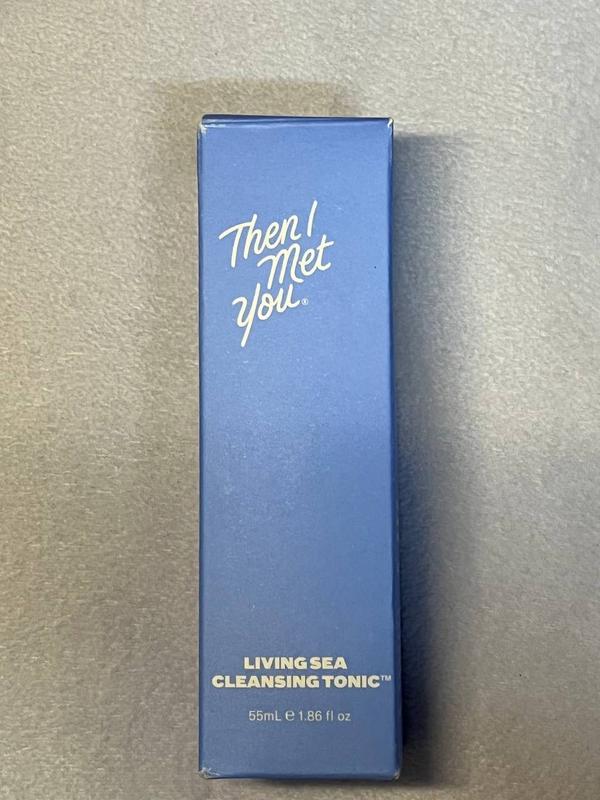 Then I
Met
You®
LIVING SEA
CLEANSING TONIC™
55mL ℮ 1.86 fl oz